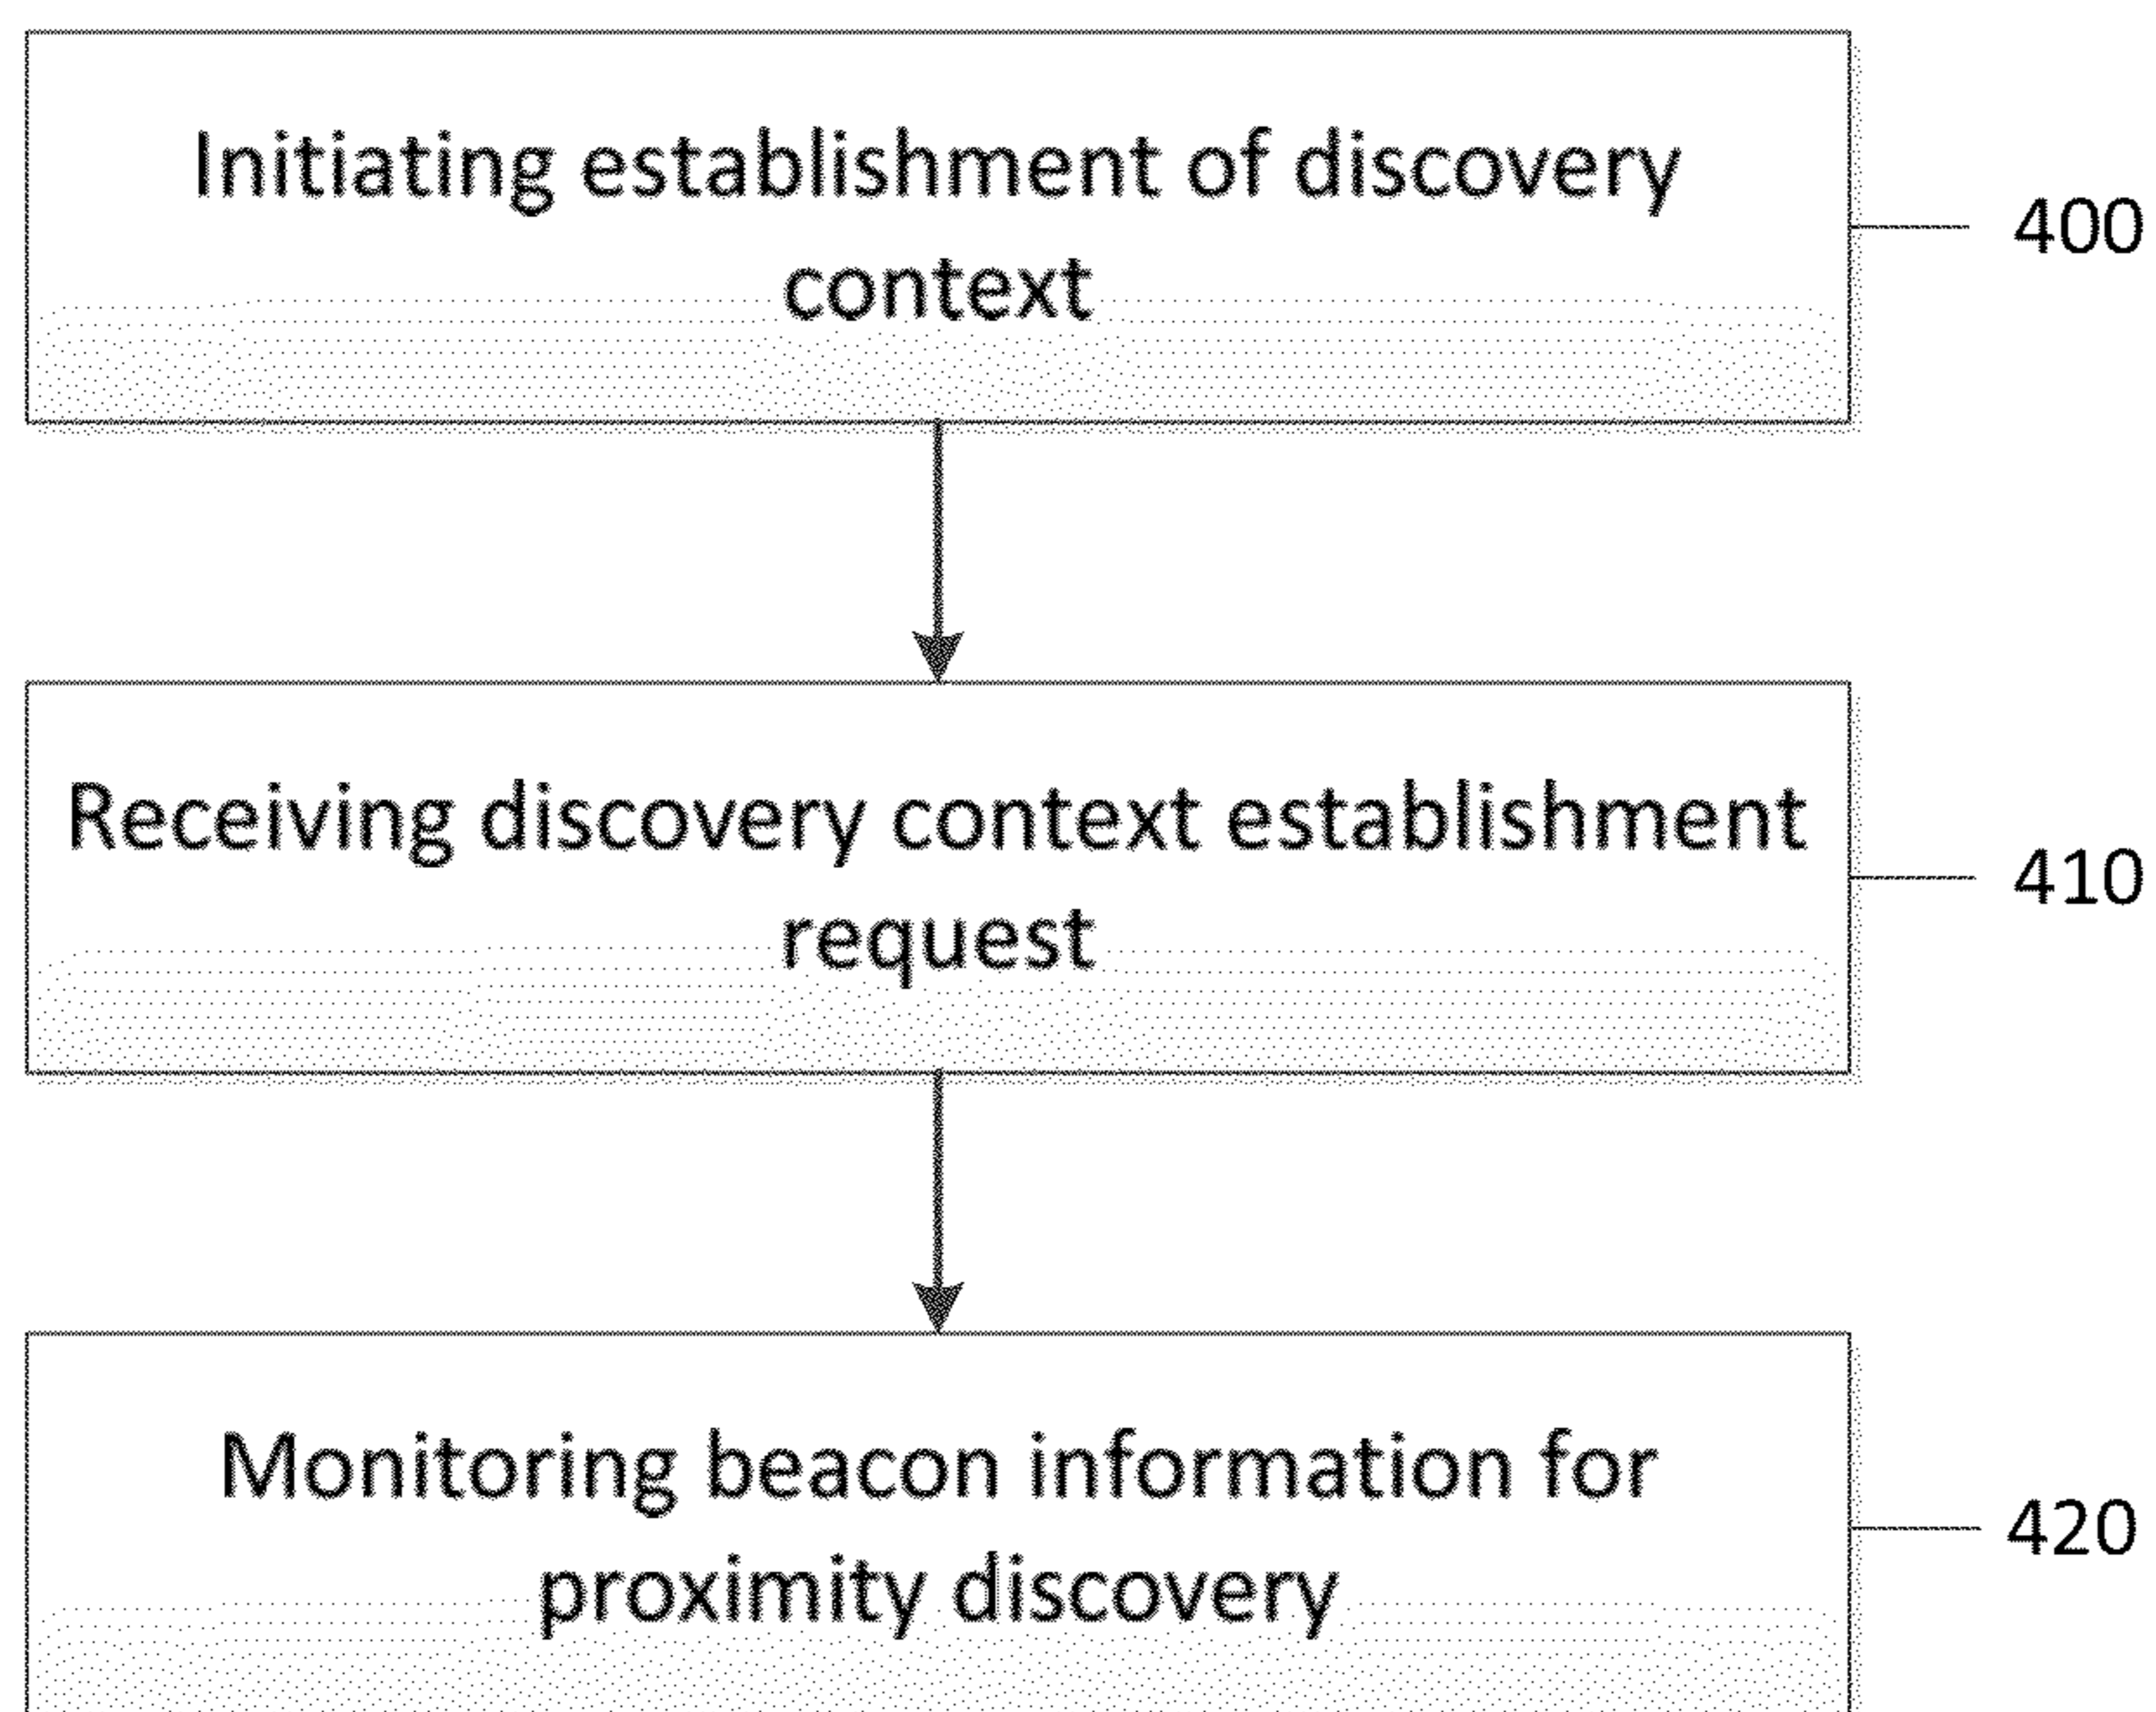 Initiating establishment of discovery
context
400
Receiving discovery context establishment
request
410
Monitoring beacon information for
proximity discovery
420